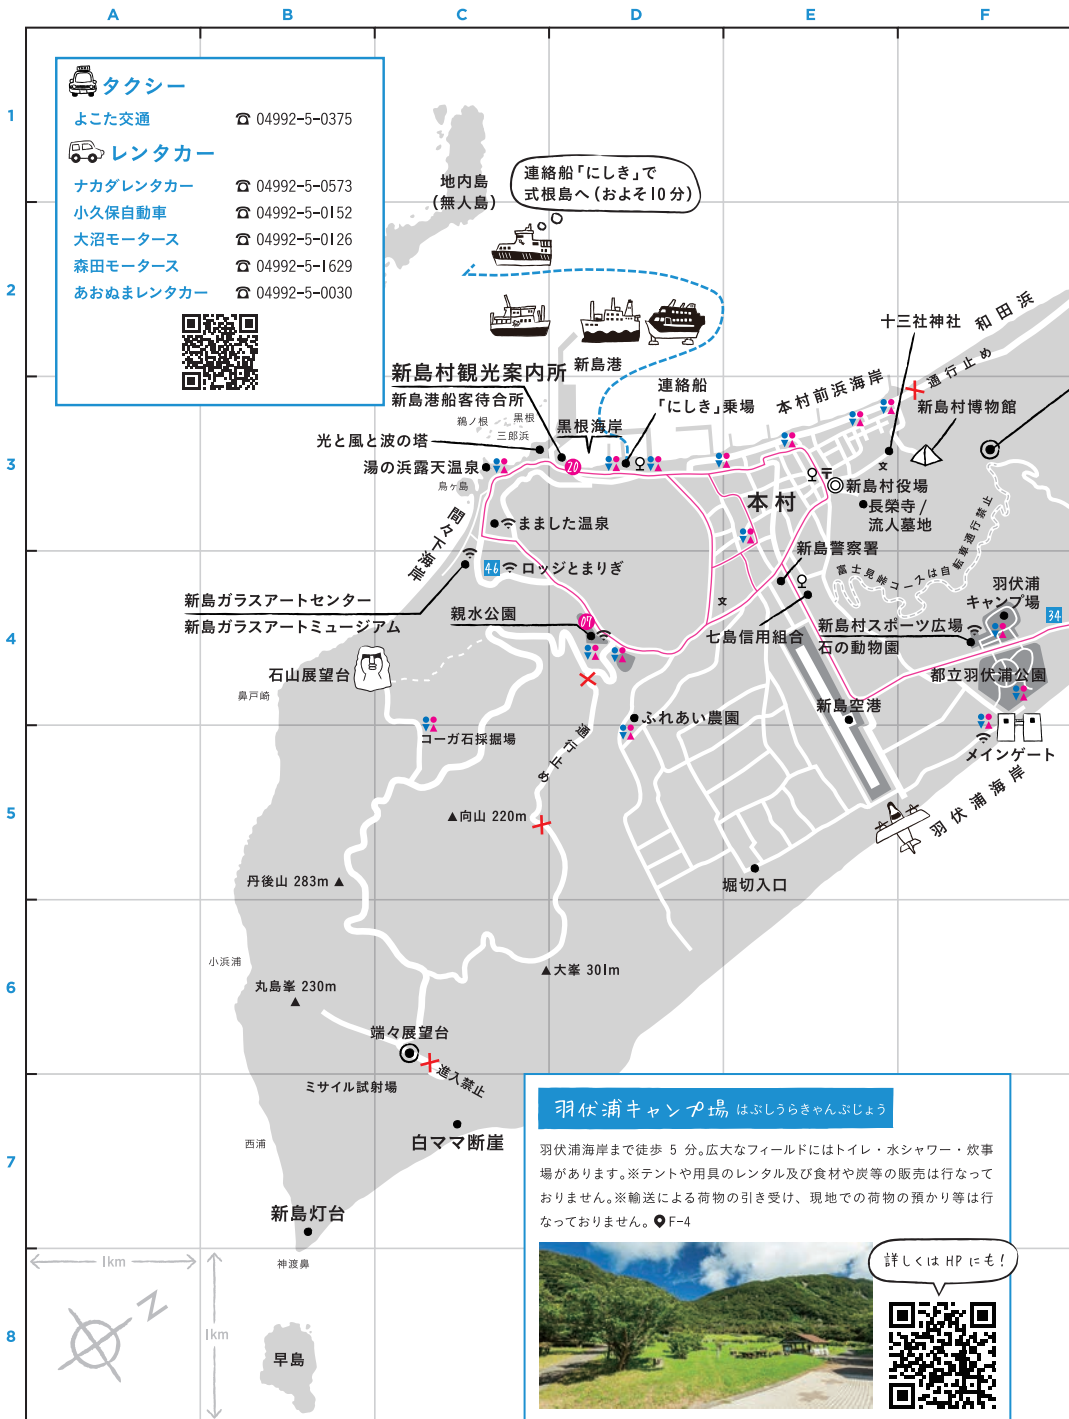 A
B
C
D
E
F
1
2
3
4
5
6
7
8
タクシー
よこた交通 ☎ 04992-5-0375
レンタカー
ナカダレンタカー ☎ 04992-5-0573
小久保自動車 ☎ 04992-5-0152
大沼モータース ☎ 04992-5-0126
森田モータース ☎ 04992-5-1629
あおぬまレンタカー ☎ 04992-5-0030
地内島
(無人島)
連絡船「にしき」で
式根島へ(およそ10分)
新島港
新島村観光案内所
新島港船客待合所
鵜ノ根
黒根
三郎浜
黒根海岸
連絡船
「にしき」乗場
本村前浜海岸
十三社神社
和田浜
通行止め
新島村博物館
光と風と波の塔
湯の浜露天温泉
鳥ヶ島
20
文
〒
新島村役場
長榮寺/
流人墓地
本村
間々下海岸
まました温泉
46
ロッジとまりぎ
新島警察署
富士見峠コースは自転車通行禁止
羽伏浦
キャンプ場
34
新島ガラスアートセンター
新島ガラスアートミュージアム
親水公園
07
文
七島信用組合
新島村スポーツ広場
石の動物園
都立羽伏浦公園
石山展望台
鼻戸崎
コーガ石採掘場
通行止め
ふれあい農園
新島空港
メインゲート
羽伏浦海岸
▲向山 220m
丹後山 283m ▲
堀切入口
小浜浦
丸島峯 230m
▲
▲大峯 301m
端々展望台
進入禁止
ミサイル試射場
白ママ断崖
西浦
新島灯台
神渡鼻
1km
1km
N
早島
羽伏浦キャンプ場 はぶしうらきゃんぷじょう
羽伏浦海岸まで徒歩 5 分。広大なフィールドにはトイレ・水シャワー・炊事
場があります。※テントや用具のレンタル及び食材や炭等の販売は行なって
おりません。※輸送による荷物の引き受け、現地での荷物の預かり等は行
なっておりません。F-4
詳しくは HP にも!